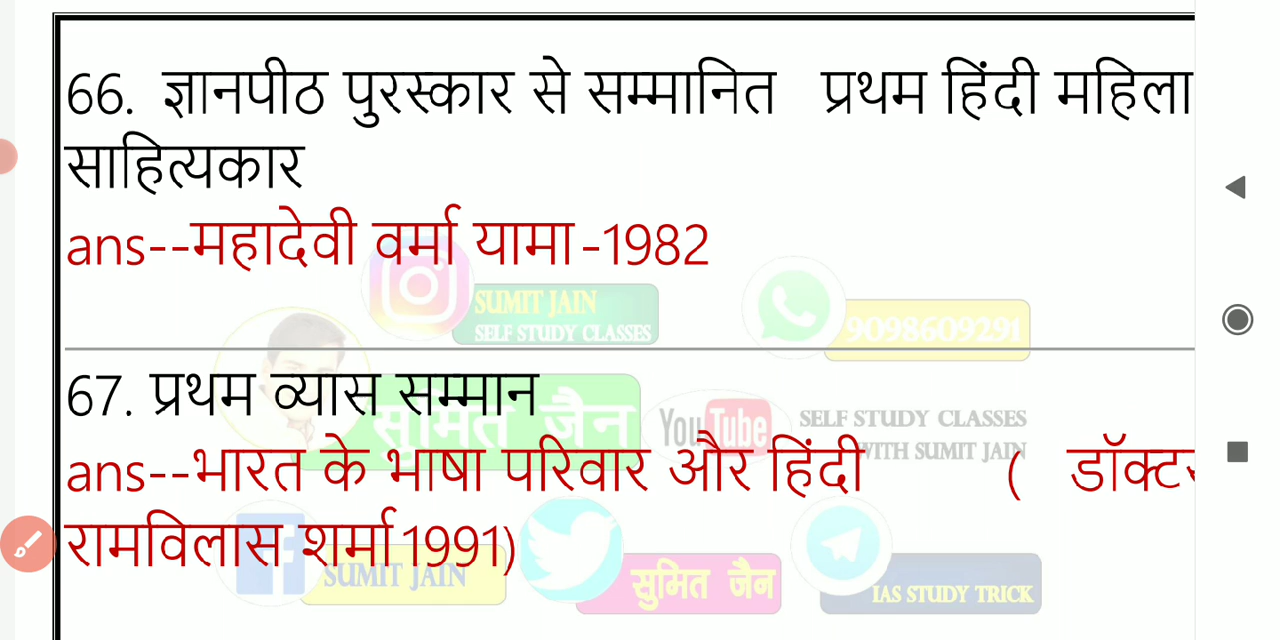 66. ज्ञानपीठ पुरस्कार से सम्मानित प्रथम हिंदी महिला
साहित्यकार
ans--महादेवी वर्मा यामा-1982
SUMIT JAIN
SELF STUDY CLASSES
9098609291
67. प्रथम व्यास सम्मान
सुमित जैन
YouTube
SELF STUDY CLASSES
WITH SUMIT JAIN
ans--भारत के भाषा परिवार और हिंदी ( डॉक्टर
रामविलास शर्मा1991)
SUMIT JAIN
सुमित जैन
IAS STUDY TRICK